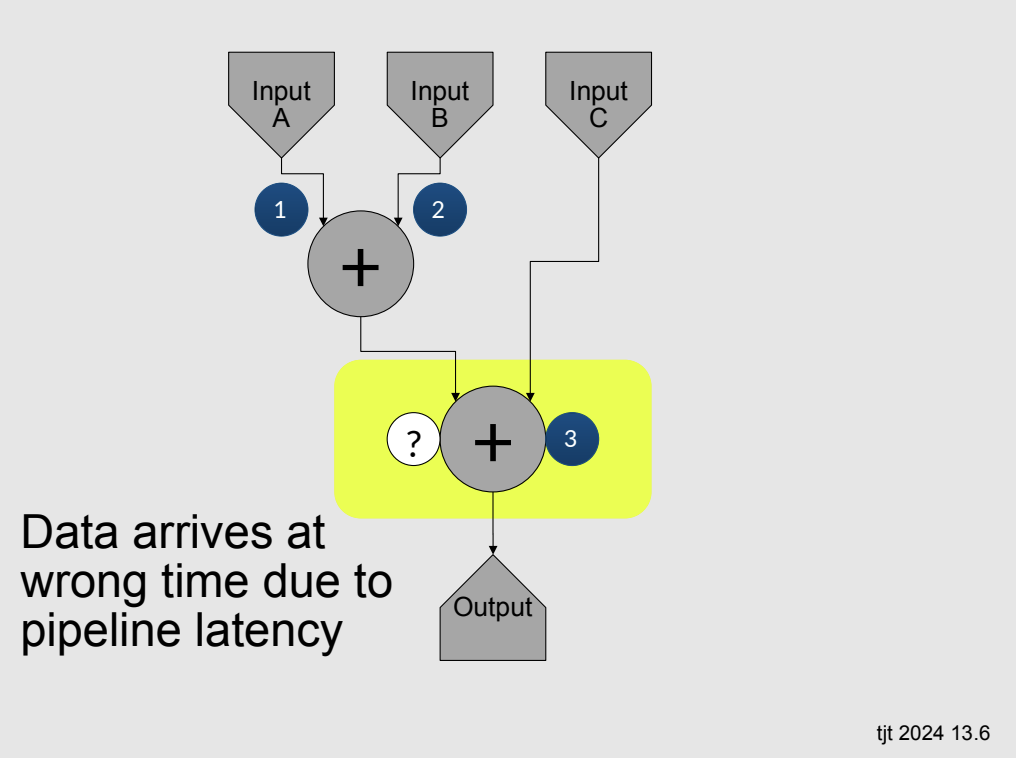 Input
A
Input
B
Input
C
1
2
+
+
?
3
Data arrives at
wrong time due to
pipeline latency
Output
tjt 2024 13.6